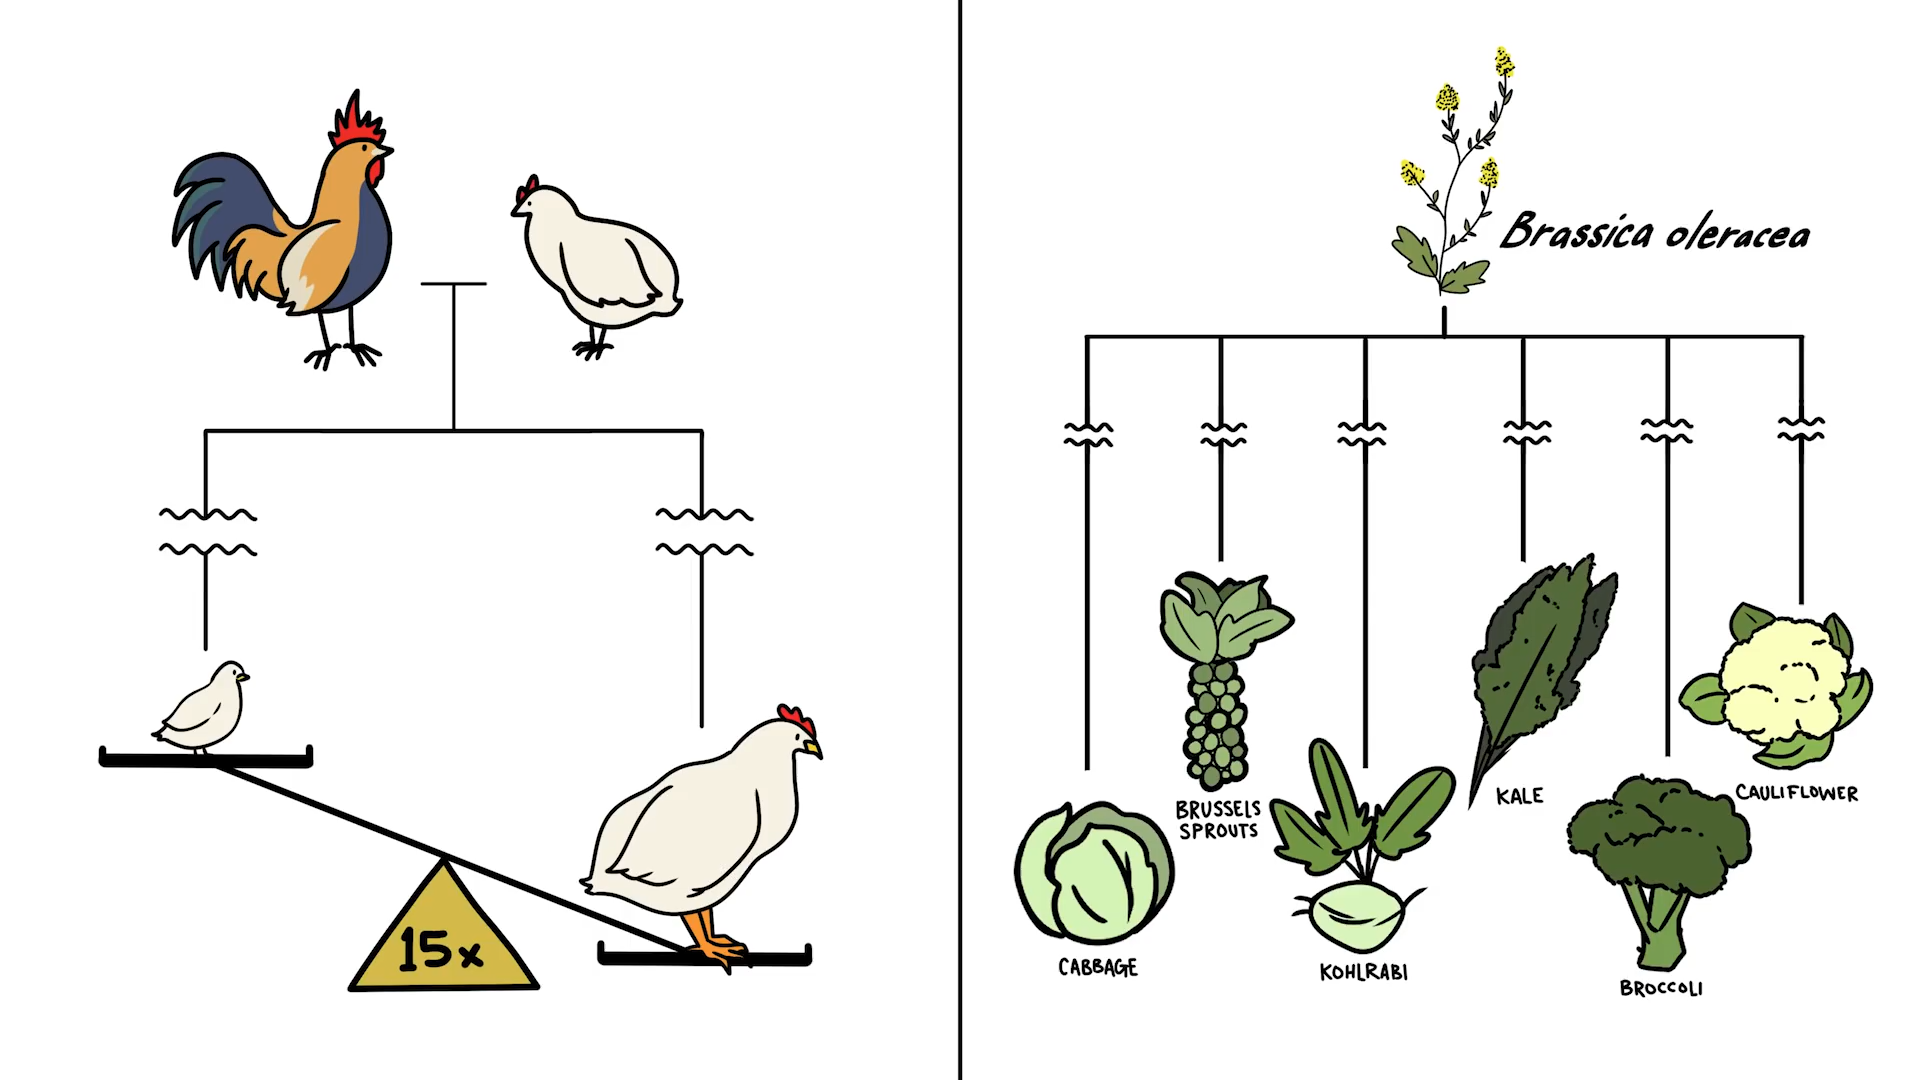 15x
Brassica oleracea
BRUSSELS
SPROUTS
KALE
CAULIFLOWER
CABBAGE
KOHLRABI
BROCCOLI